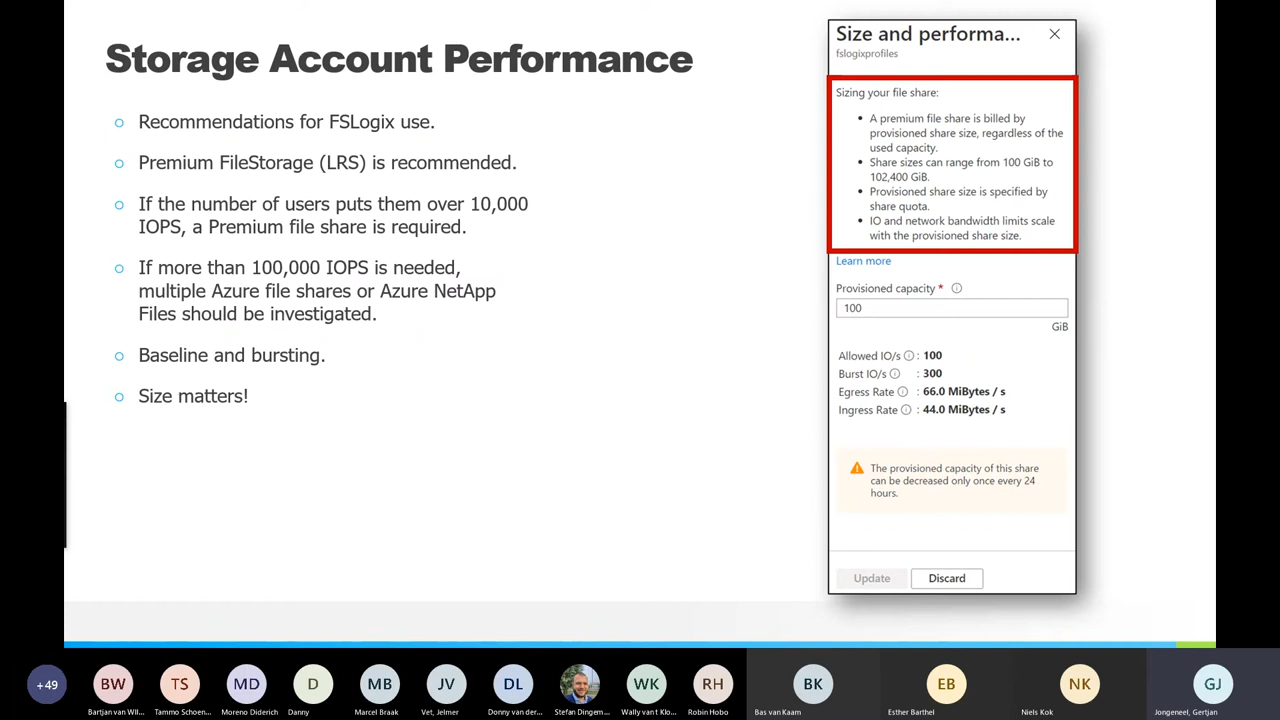 Storage Account Performance
Recommendations for FSLogix use.
Premium FileStorage (LRS) is recommended.
If the number of users puts them over 10,000
IOPS, a Premium file share is required.
If more than 100,000 IOPS is needed,
multiple Azure file shares or Azure NetApp
Files should be investigated.
Baseline and bursting.
Size matters!
Size and performa...
fslogixprofiles
Sizing your file share:
A premium file share is billed by
provisioned share size, regardless of the
used capacity.
Share sizes can range from 100 GiB to
102,400 GiB.
Provisioned share size is specified by
share quota.
IO and network bandwidth limits scale
with the provisioned share size.
Learn more
Provisioned capacity *
100
GiB
Allowed IO/s : 100
Burst IO/s : 300
Egress Rate : 66.0 MiBytes / s
Ingress Rate : 44.0 MiBytes / s
The provisioned capacity of this share
can be decreased only once every 24
hours.
Update Discard
+49 BW TS MD D MB JV DL WK RH BK EB NK GJ
Bartjan van Wll... Tammo Schoen... Moreno Diderich Danny Marcel Braak Vet, Jelmer Donny van der... Stefan Dingem... Wally van t Klo... Robin Hobo Bas van Kaam Esther Barthel Niels Kok Jongeneel, Gertjan